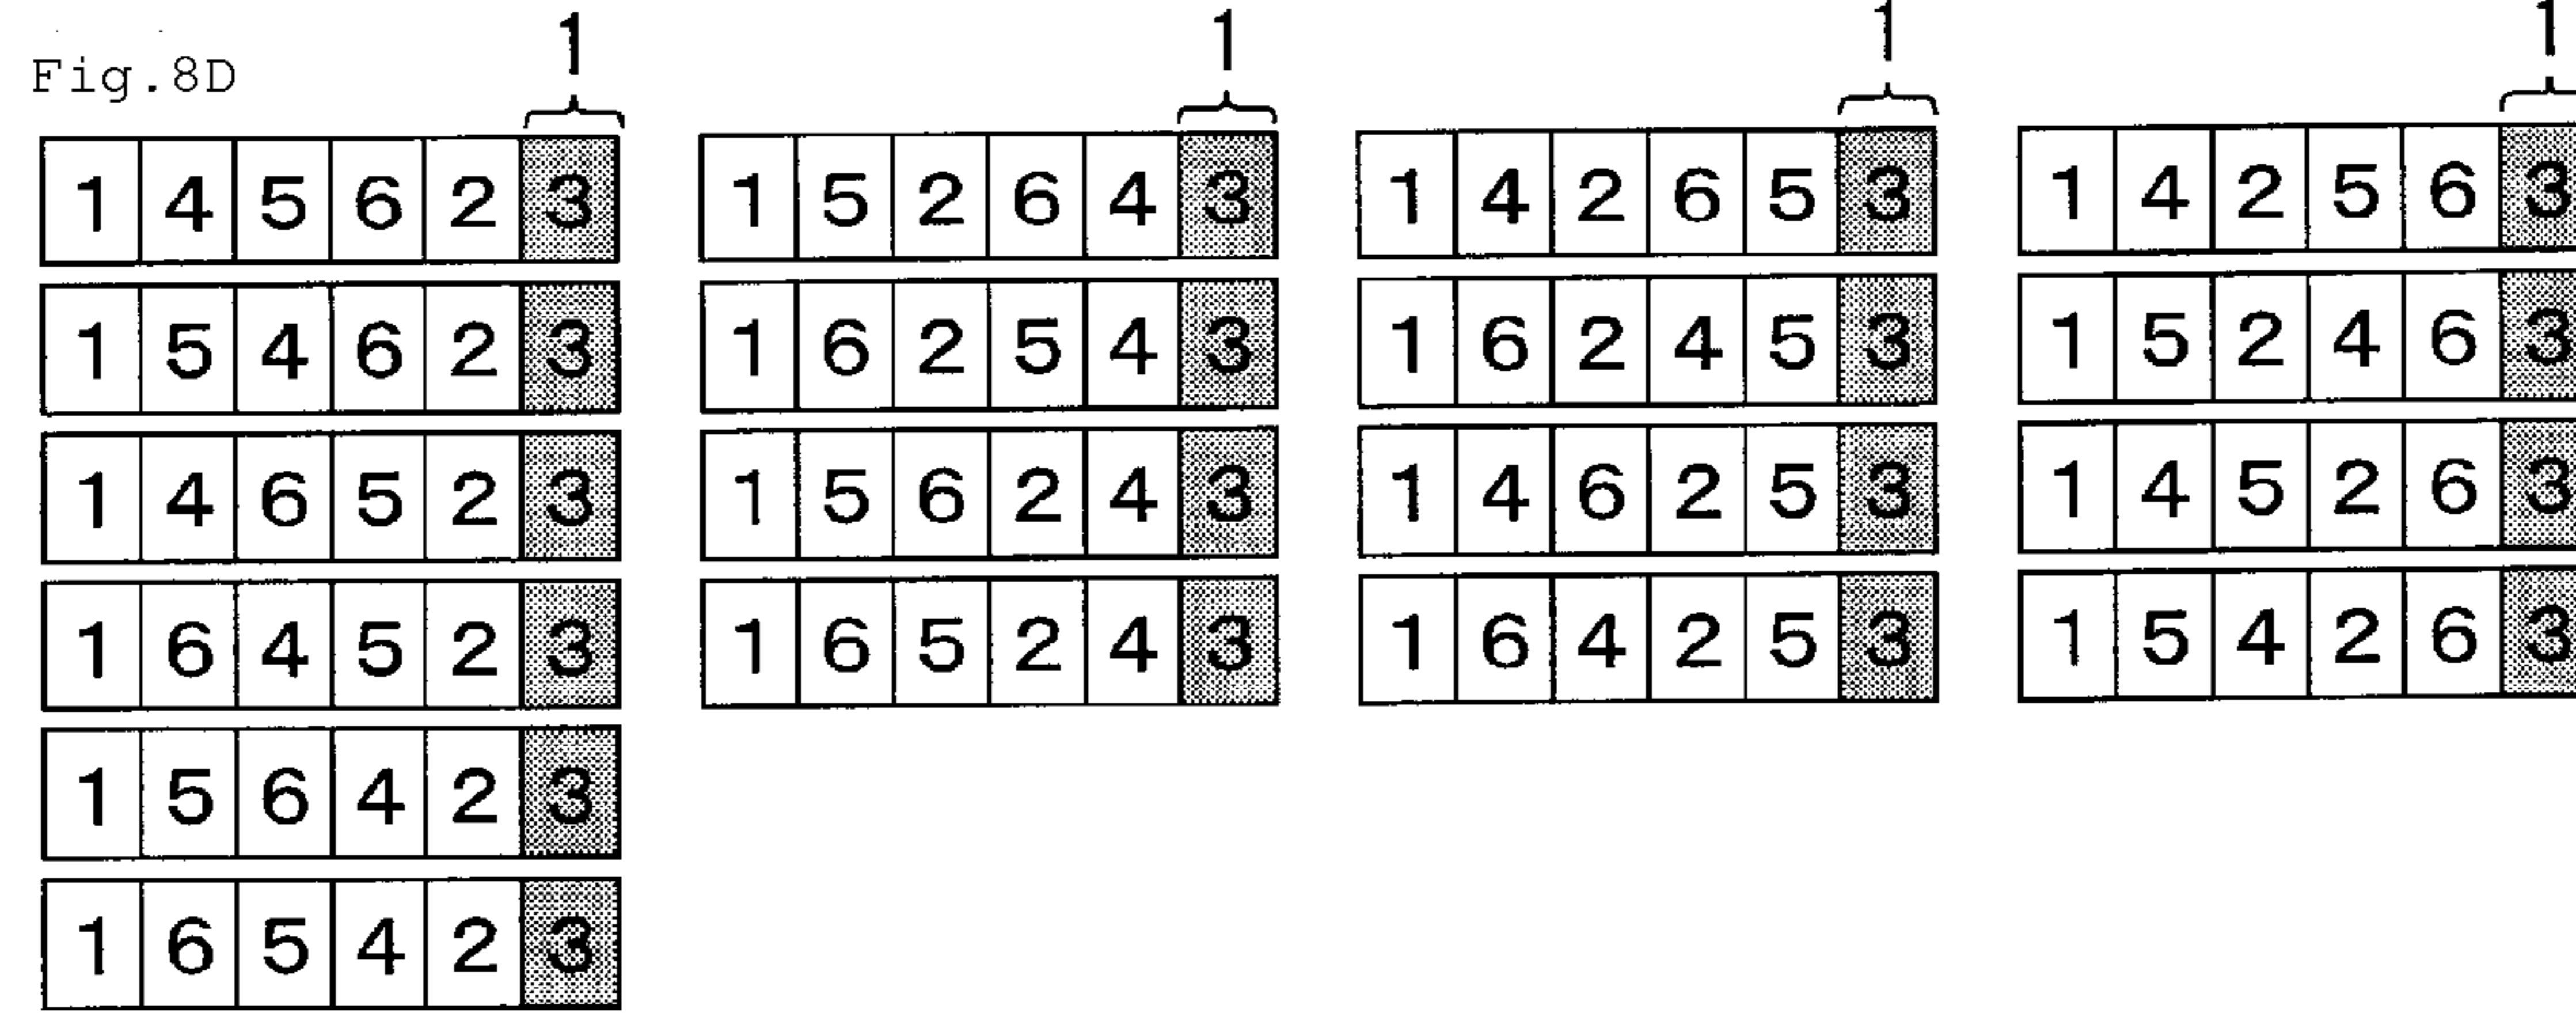 Fig.8D
1 1 1 1
1 4 5 6 2 3 1 5 2 6 4 3 1 4 2 6 5 3 1 4 2 5 6 3
1 5 4 6 2 3 1 6 2 5 4 3 1 6 2 4 5 3 1 5 2 4 6 3
1 4 6 5 2 3 1 5 6 2 4 3 1 4 6 2 5 3 1 4 5 2 6 3
1 6 4 5 2 3 1 6 5 2 4 3 1 6 4 2 5 3 1 5 4 2 6 3
1 5 6 4 2 3
1 6 5 4 2 3